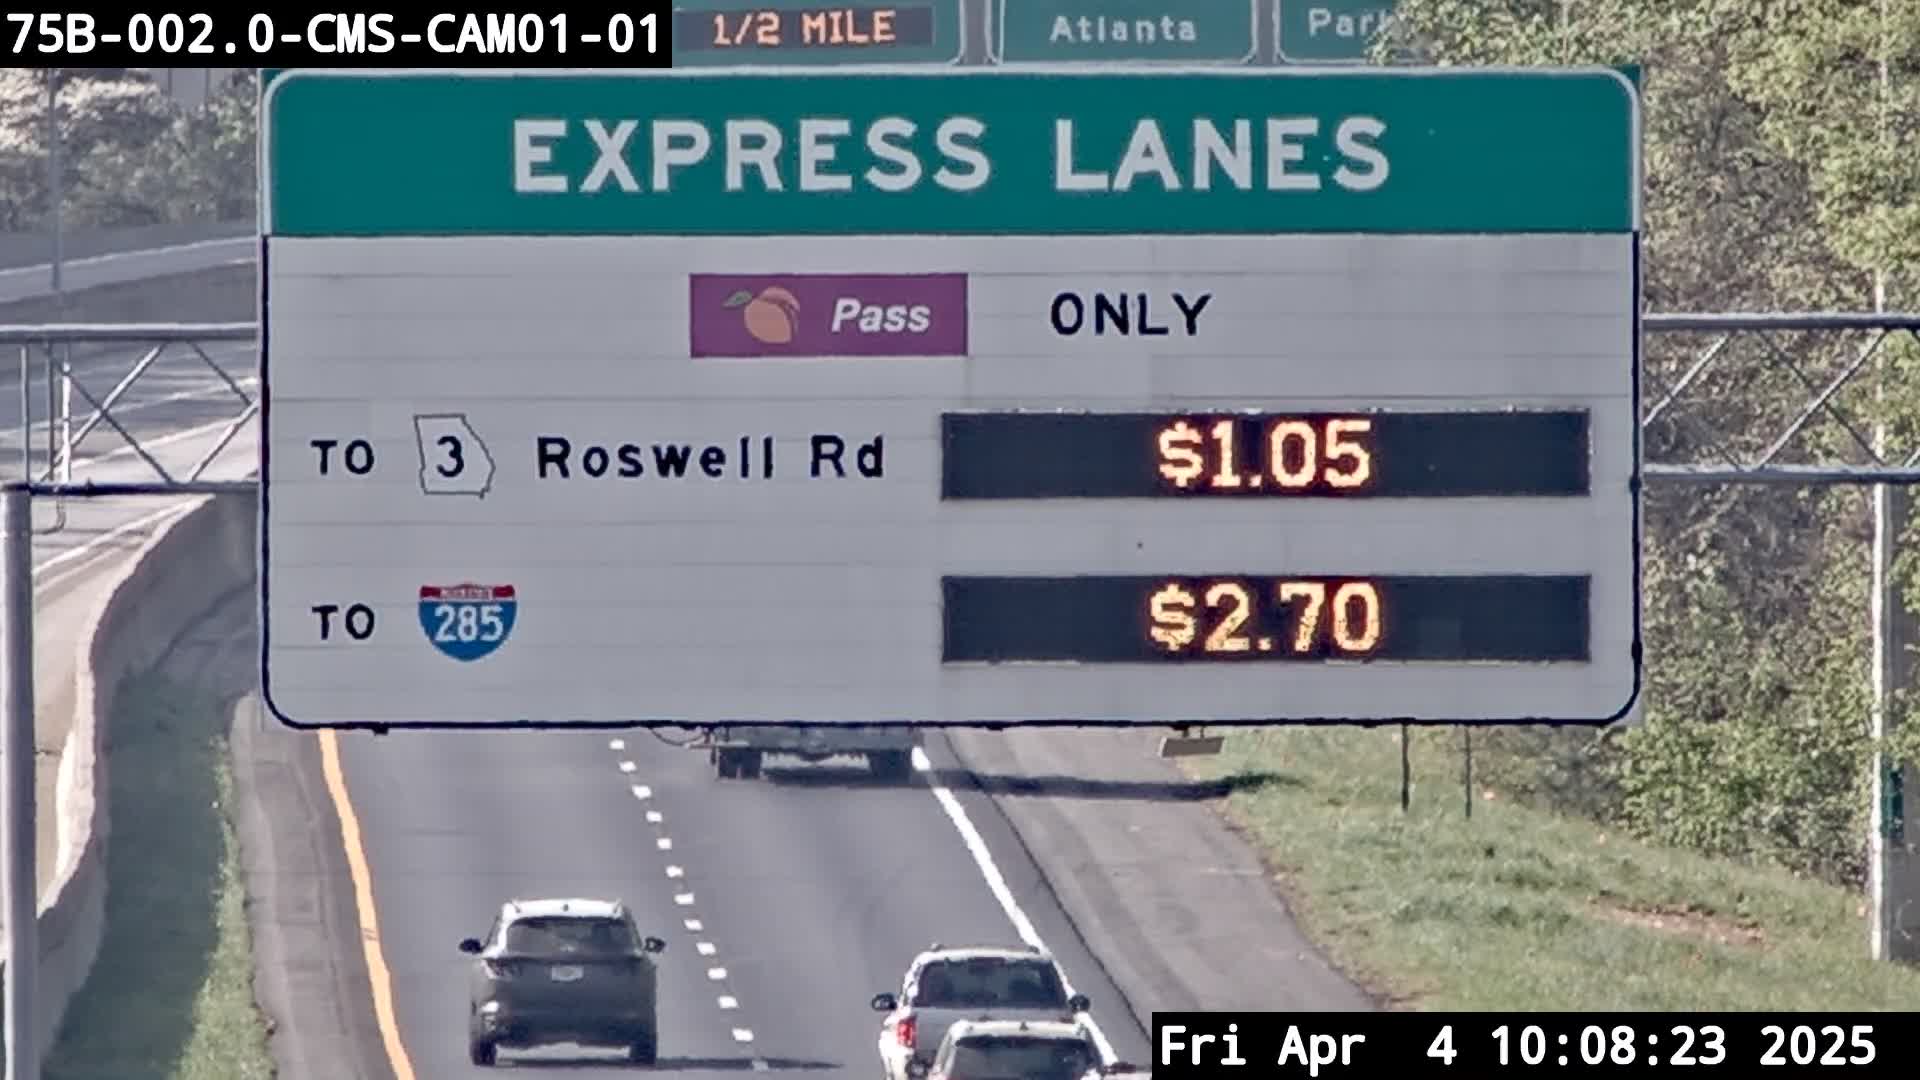 75B-002.0-CMS-CAM01-01
1/2 MILE
Atlanta
EXPRESS LANES
Pass ONLY
TO 3 Roswell Rd $1.05
TO 285 $2.70
Fri Apr 4 10:08:23 2025